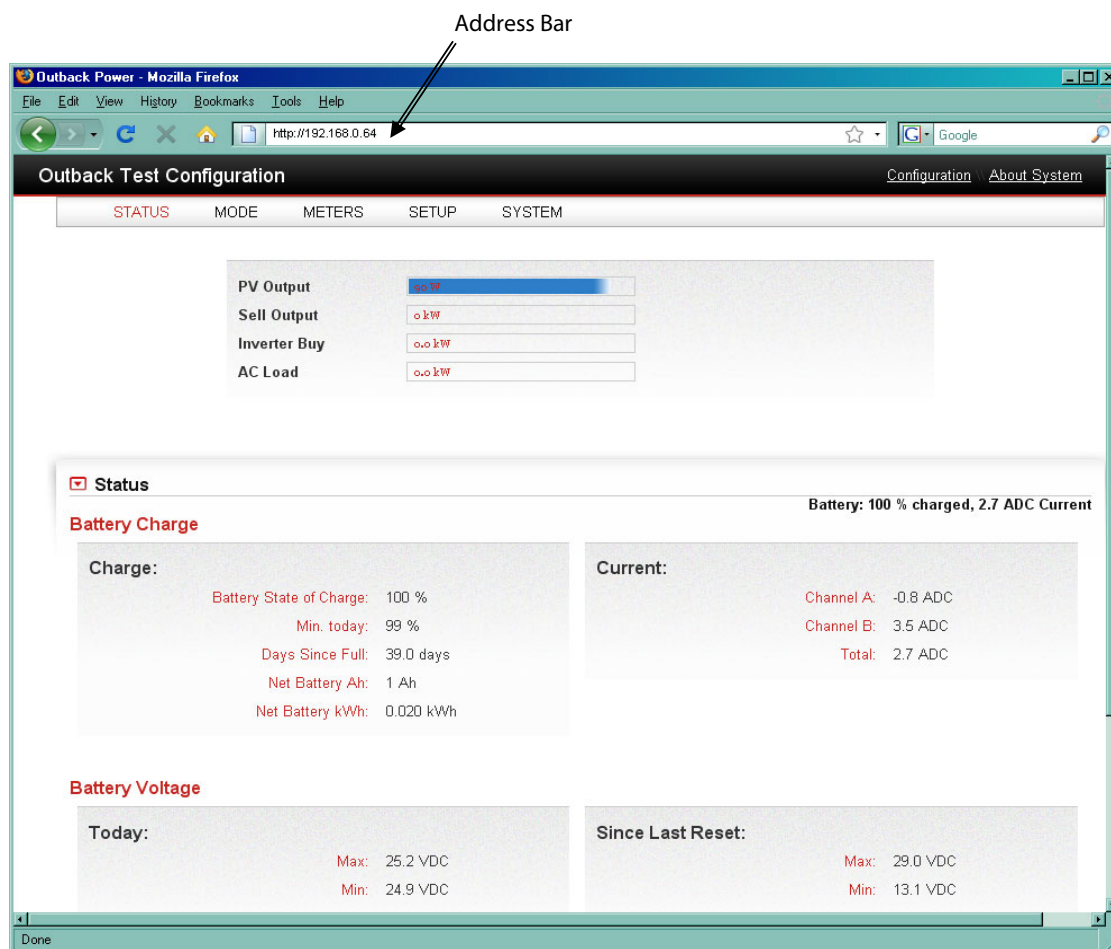 Address Bar
Outback Power - Mozilla Firefox
File Edit View History Bookmarks Tools Help
http://192.168.0.64
G Google
Outback Test Configuration
Configuration \\ About System
STATUS MODE METERS SETUP SYSTEM
PV Output 90 W
Sell Output 0 kW
Inverter Buy 0.0 kW
AC Load 0.0 kW
Status
Battery: 100 % charged, 2.7 ADC Current
Battery Charge
Charge:
Battery State of Charge: 100 %
Min. today: 99 %
Days Since Full: 39.0 days
Net Battery Ah: 1 Ah
Net Battery kWh: 0.020 kWh
Current:
Channel A: -0.8 ADC
Channel B: 3.5 ADC
Total: 2.7 ADC
Battery Voltage
Today:
Max: 25.2 VDC
Min: 24.9 VDC
Since Last Reset:
Max: 29.0 VDC
Min: 13.1 VDC
Done